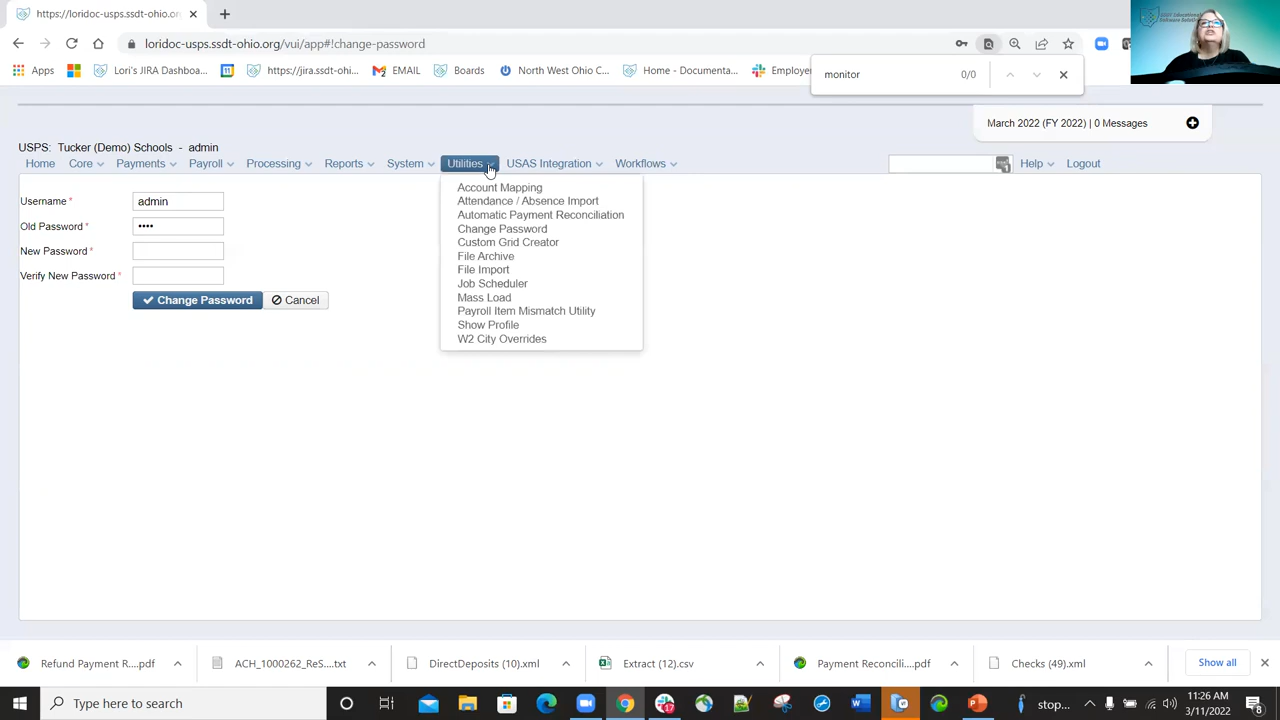 https://loridoc-usps.ssdt-ohio.or
loridoc-usps.ssdt-ohio.org/vui/app#!change-password
Apps
Lori's JIRA Dashboa...
https://jira.ssdt-ohi...
EMAIL
Boards
North West Ohio C...
Home - Documenta...
Employer
monitor
0/0
March 2022 (FY 2022) | 0 Messages
USPS: Tucker (Demo) Schools - admin
Home Core Payments Payroll Processing Reports System Utilities USAS Integration Workflows Help Logout
Username * admin
Old Password * ••••
New Password *
Verify New Password *
Change Password Cancel
Account Mapping
Attendance / Absence Import
Automatic Payment Reconciliation
Change Password
Custom Grid Creator
File Archive
File Import
Job Scheduler
Mass Load
Payroll Item Mismatch Utility
Show Profile
W2 City Overrides
Refund Payment R....pdf
ACH_1000262_ReS....txt
DirectDeposits (10).xml
Extract (12).csv
Payment Reconcili....pdf
Checks (49).xml
Show all
Type here to search
stop...
11:26 AM
3/11/2022